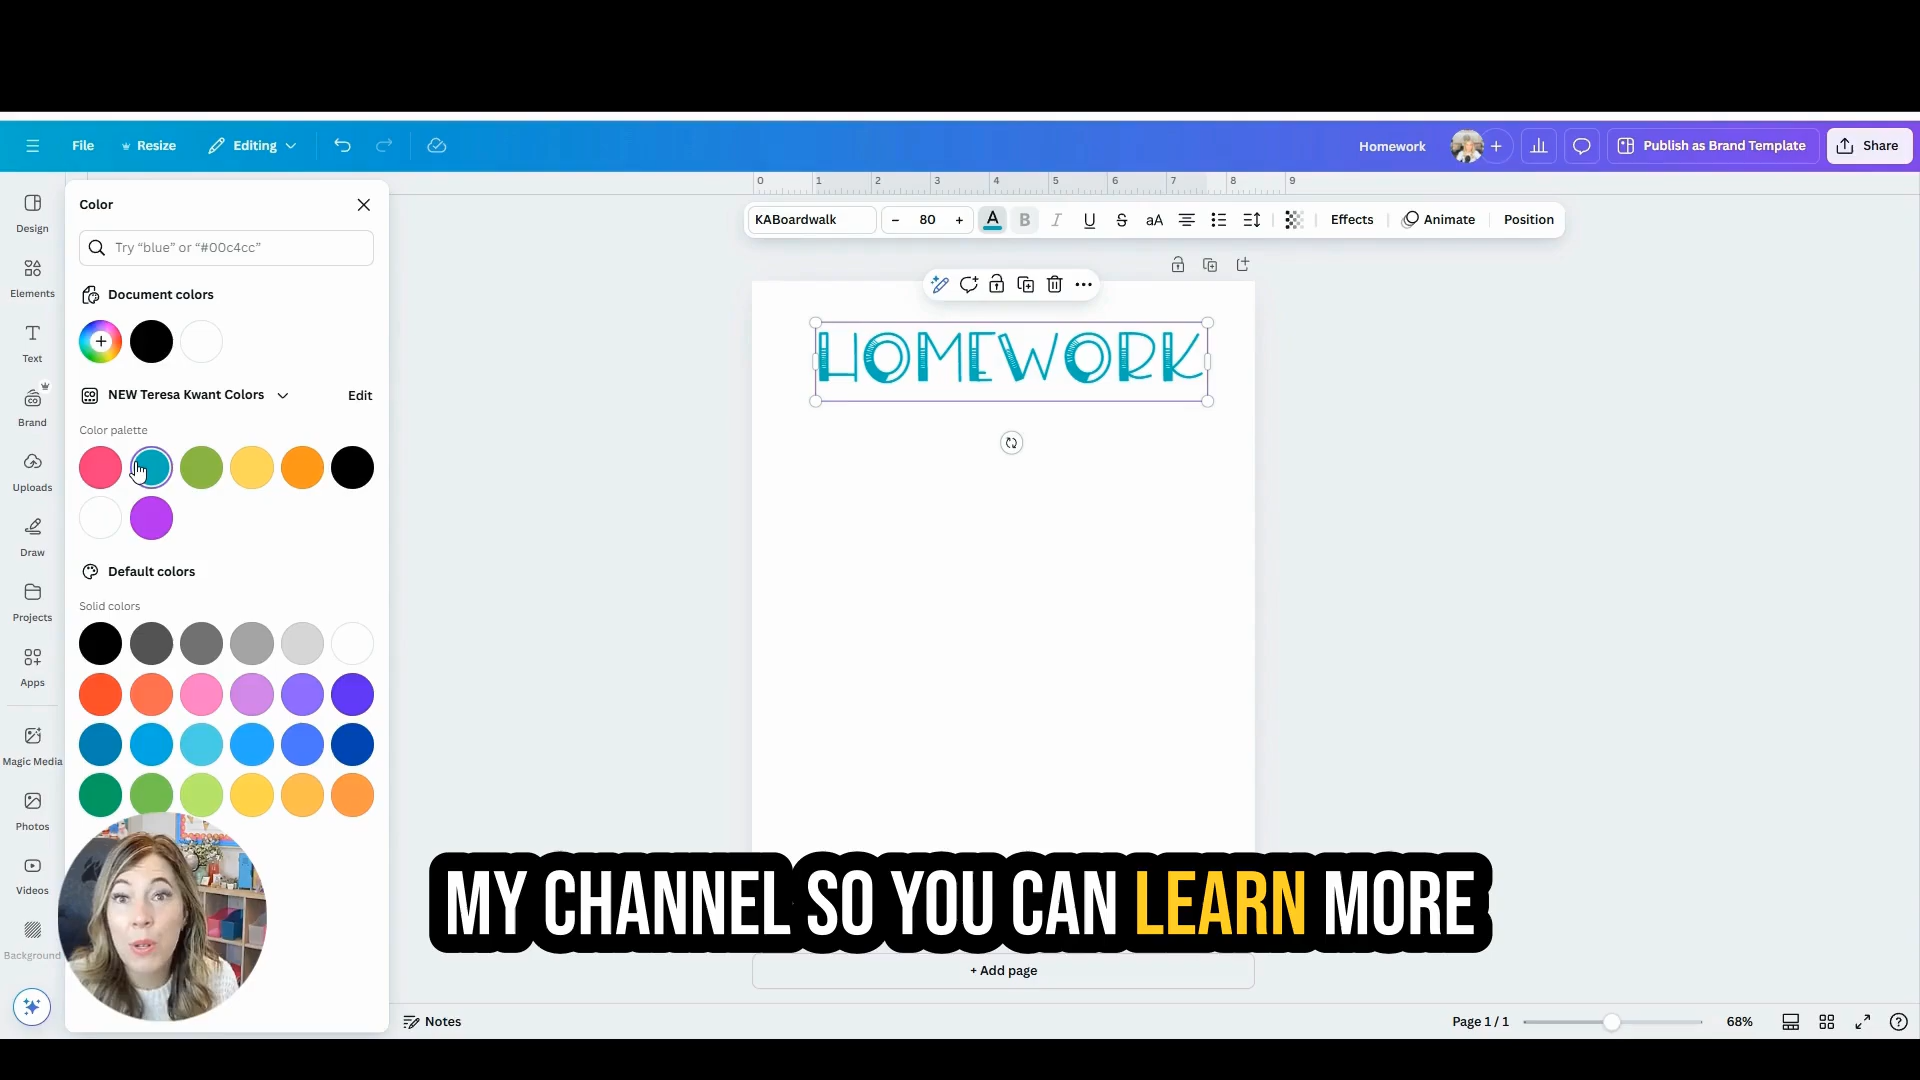 File
Resize
Editing
Homework
+
Publish as Brand Template
Share
0 1 2 3 4 5 6 7 8 9
Design
Elements
Text
Brand
Uploads
Draw
Projects
Apps
Magic Media
Photos
Videos
Background
Color
Try “blue” or “#00c4cc”
Document colors
NEW Teresa Kwant Colors
Edit
Color palette
Default colors
Solid colors
KABoardwalk
– 80 +
A B I U S aA
Effects
Animate
Position
HOMEWORK
MY CHANNEL SO YOU CAN LEARN MORE
+ Add page
Notes
Page 1 / 1
68%